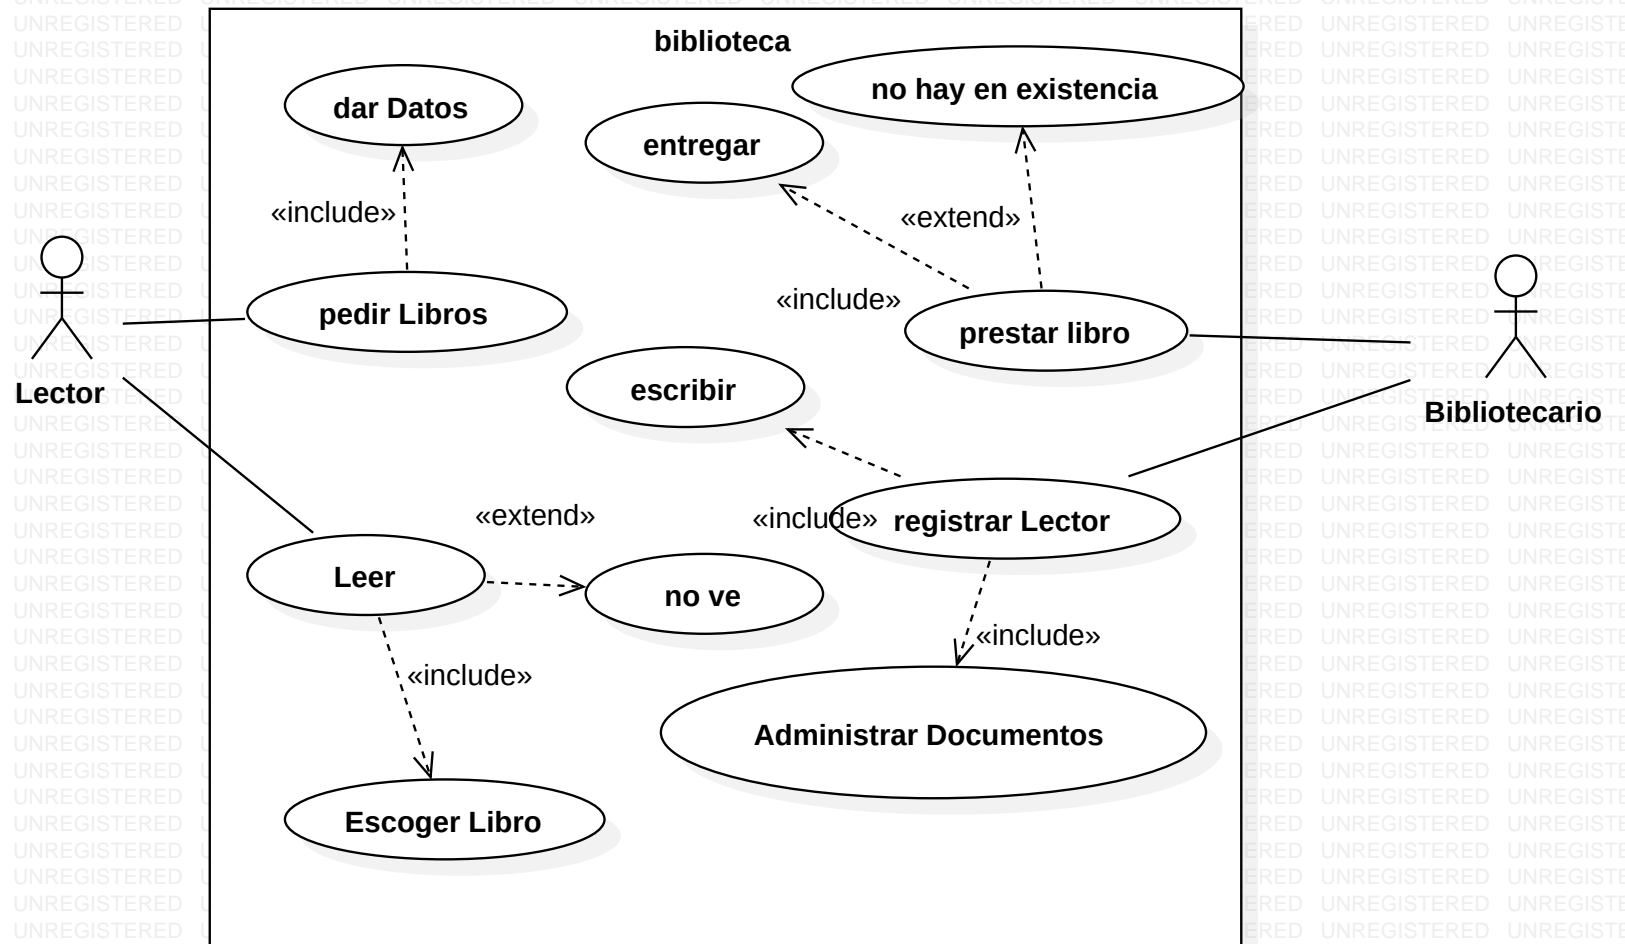 biblioteca
dar Datos
no hay en existencia
entregar
«include»
«extend»
«include»
pedir Libros
prestar libro
Lector
escribir
Bibliotecario
«extend»
«include»
registrar Lector
Leer
no ve
«include»
«include»
Administrar Documentos
Escoger Libro
UNREGISTERED